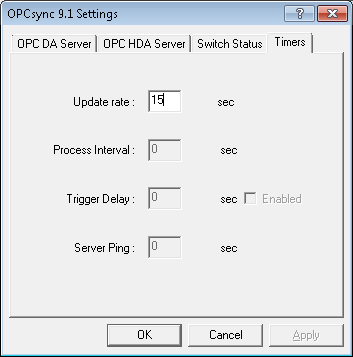 OPCsync 9.1 Settings
OPC DA Server OPC HDA Server Switch Status Timers
Update rate : 15 sec
Process Interval : 0 sec
Trigger Delay : 0 sec Enabled
Server Ping : 0 sec
OK Cancel Apply